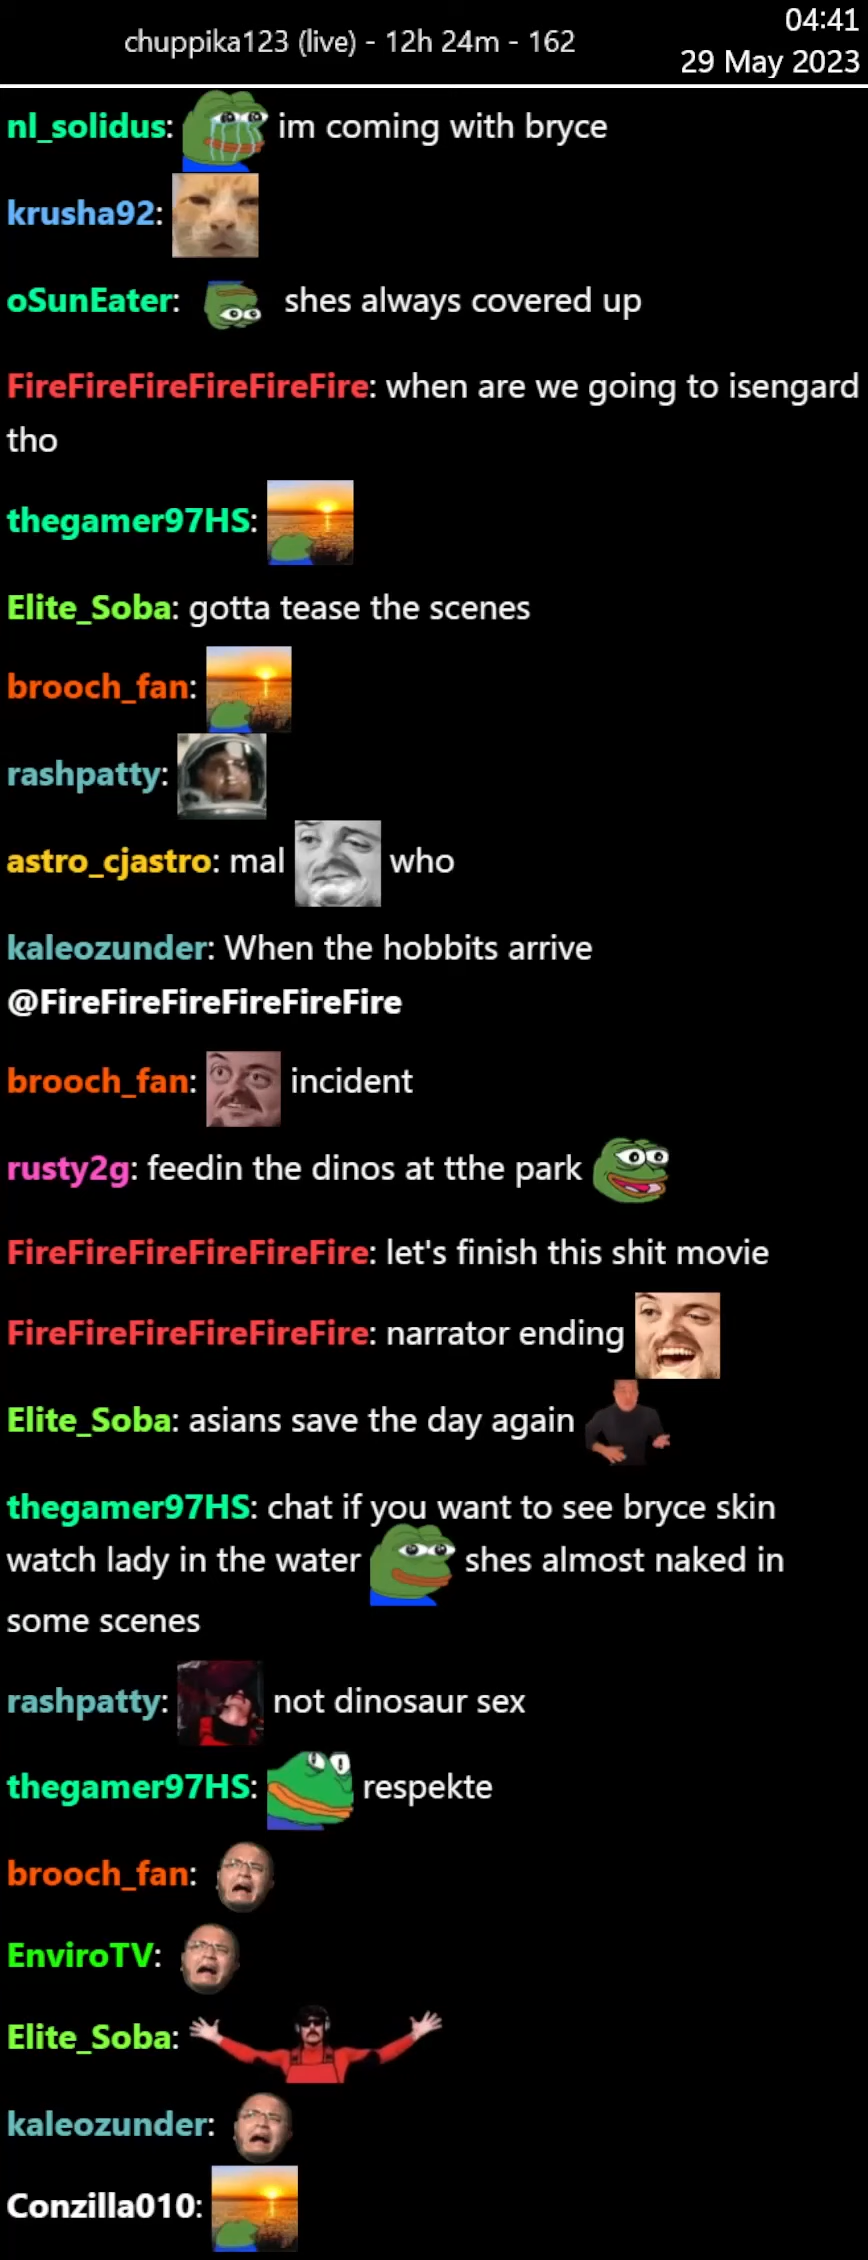 04:41
chuppika123 (live) - 12h 24m - 162
29 May 2023
nl_solidus: im coming with bryce
krusha92:
oSunEater: shes always covered up
FireFireFireFireFireFire: when are we going to isengard
tho
thegamer97HS:
Elite_Soba: gotta tease the scenes
brooch_fan:
rashpatty:
astro_cjastro: mal who
kaleozunder: When the hobbits arrive
@FireFireFireFireFireFire
brooch_fan: incident
rusty2g: feedin the dinos at tthe park
FireFireFireFireFireFire: let's finish this shit movie
FireFireFireFireFireFire: narrator ending
Elite_Soba: asians save the day again
thegamer97HS: chat if you want to see bryce skin
watch lady in the water shes almost naked in
some scenes
rashpatty: not dinosaur sex
thegamer97HS: respekte
brooch_fan:
EnviroTV:
Elite_Soba:
kaleozunder:
Conzilla010: